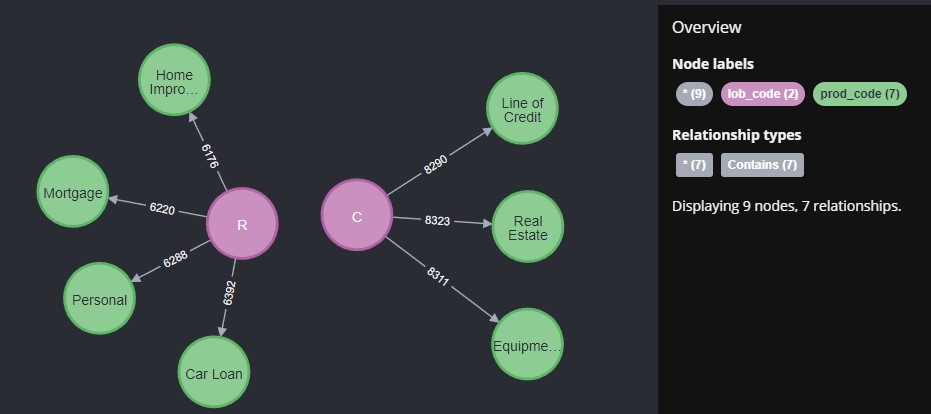 Home
Impro...
6176
Mortgage
6220
R
6288
Personal
6392
Car Loan
Line of
Credit
8290
C
8323
Real
Estate
8311
Equipme...
Overview
Node labels
* (9) lob_code (2) prod_code (7)
Relationship types
* (7) Contains (7)
Displaying 9 nodes, 7 relationships.